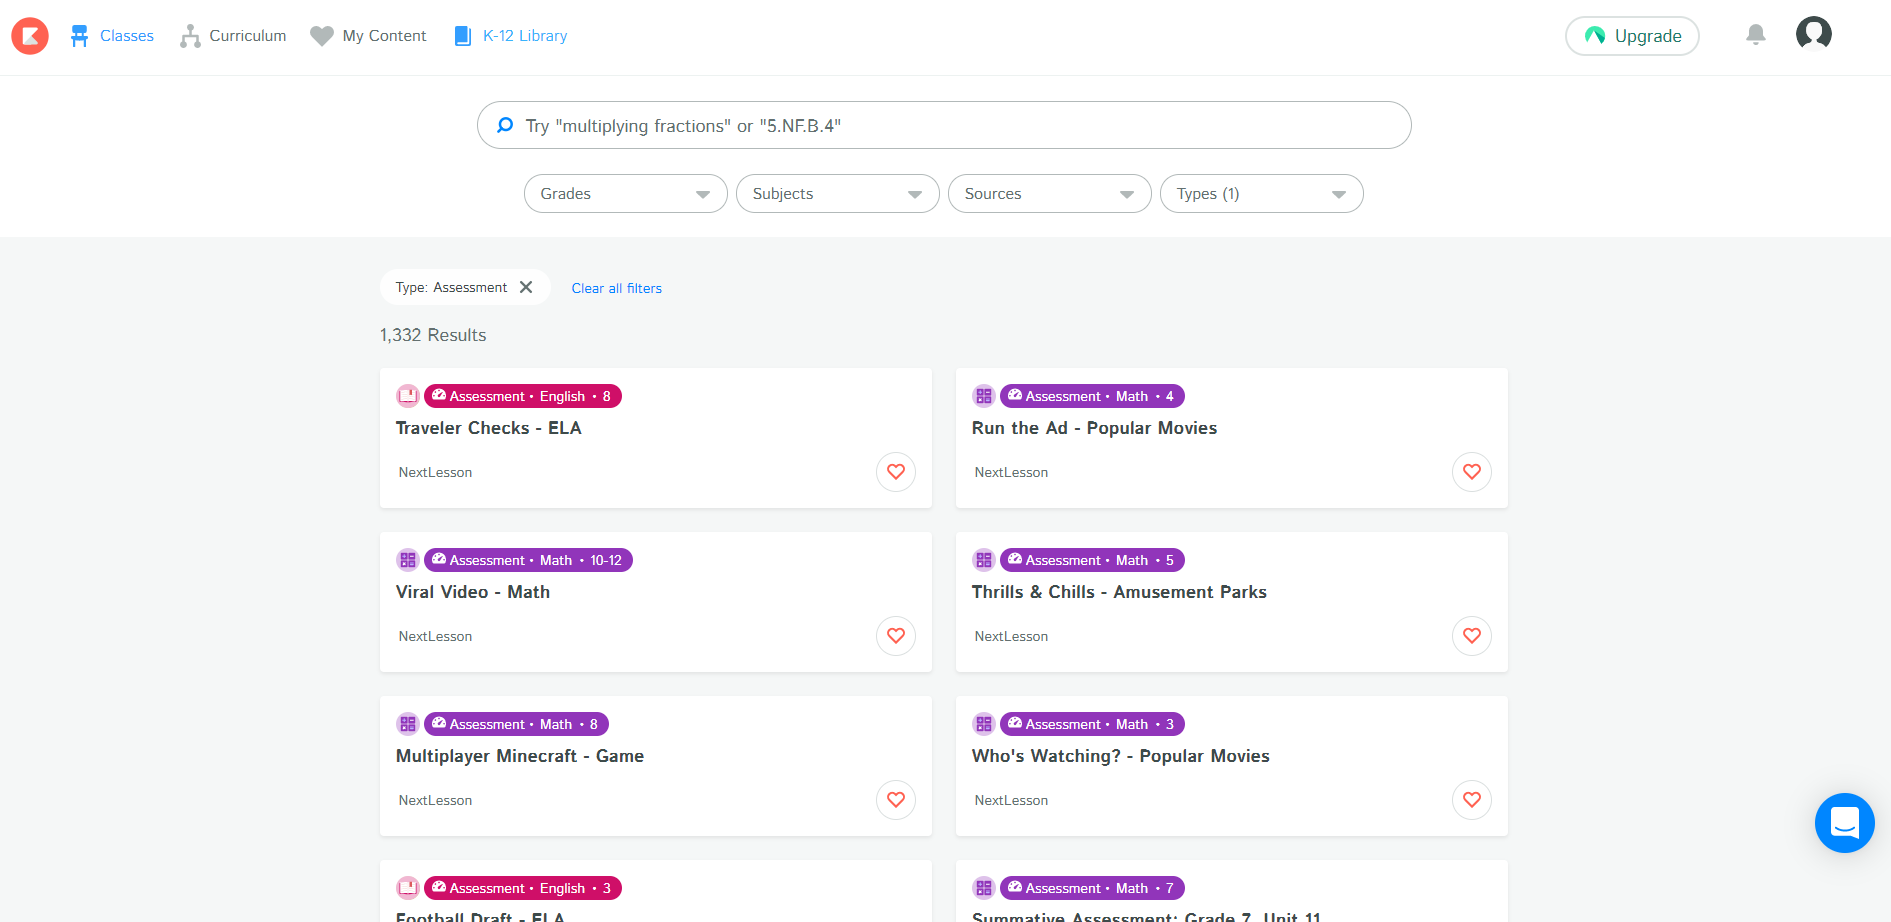 Classes
Curriculum
My Content
K-12 Library
Upgrade
Try "multiplying fractions" or "5.NF.B.4"
Grades
Subjects
Sources
Types (1)
Type: Assessment
Clear all filters
1,332 Results
Assessment • English • 8
Traveler Checks - ELA
NextLesson
Assessment • Math • 4
Run the Ad - Popular Movies
NextLesson
Assessment • Math • 10-12
Viral Video - Math
NextLesson
Assessment • Math • 5
Thrills & Chills - Amusement Parks
NextLesson
Assessment • Math • 8
Multiplayer Minecraft - Game
NextLesson
Assessment • Math • 3
Who's Watching? - Popular Movies
NextLesson
Assessment • English • 3
Football Draft - ELA
Assessment • Math • 7
Summative Assessment: Grade 7, Unit 11